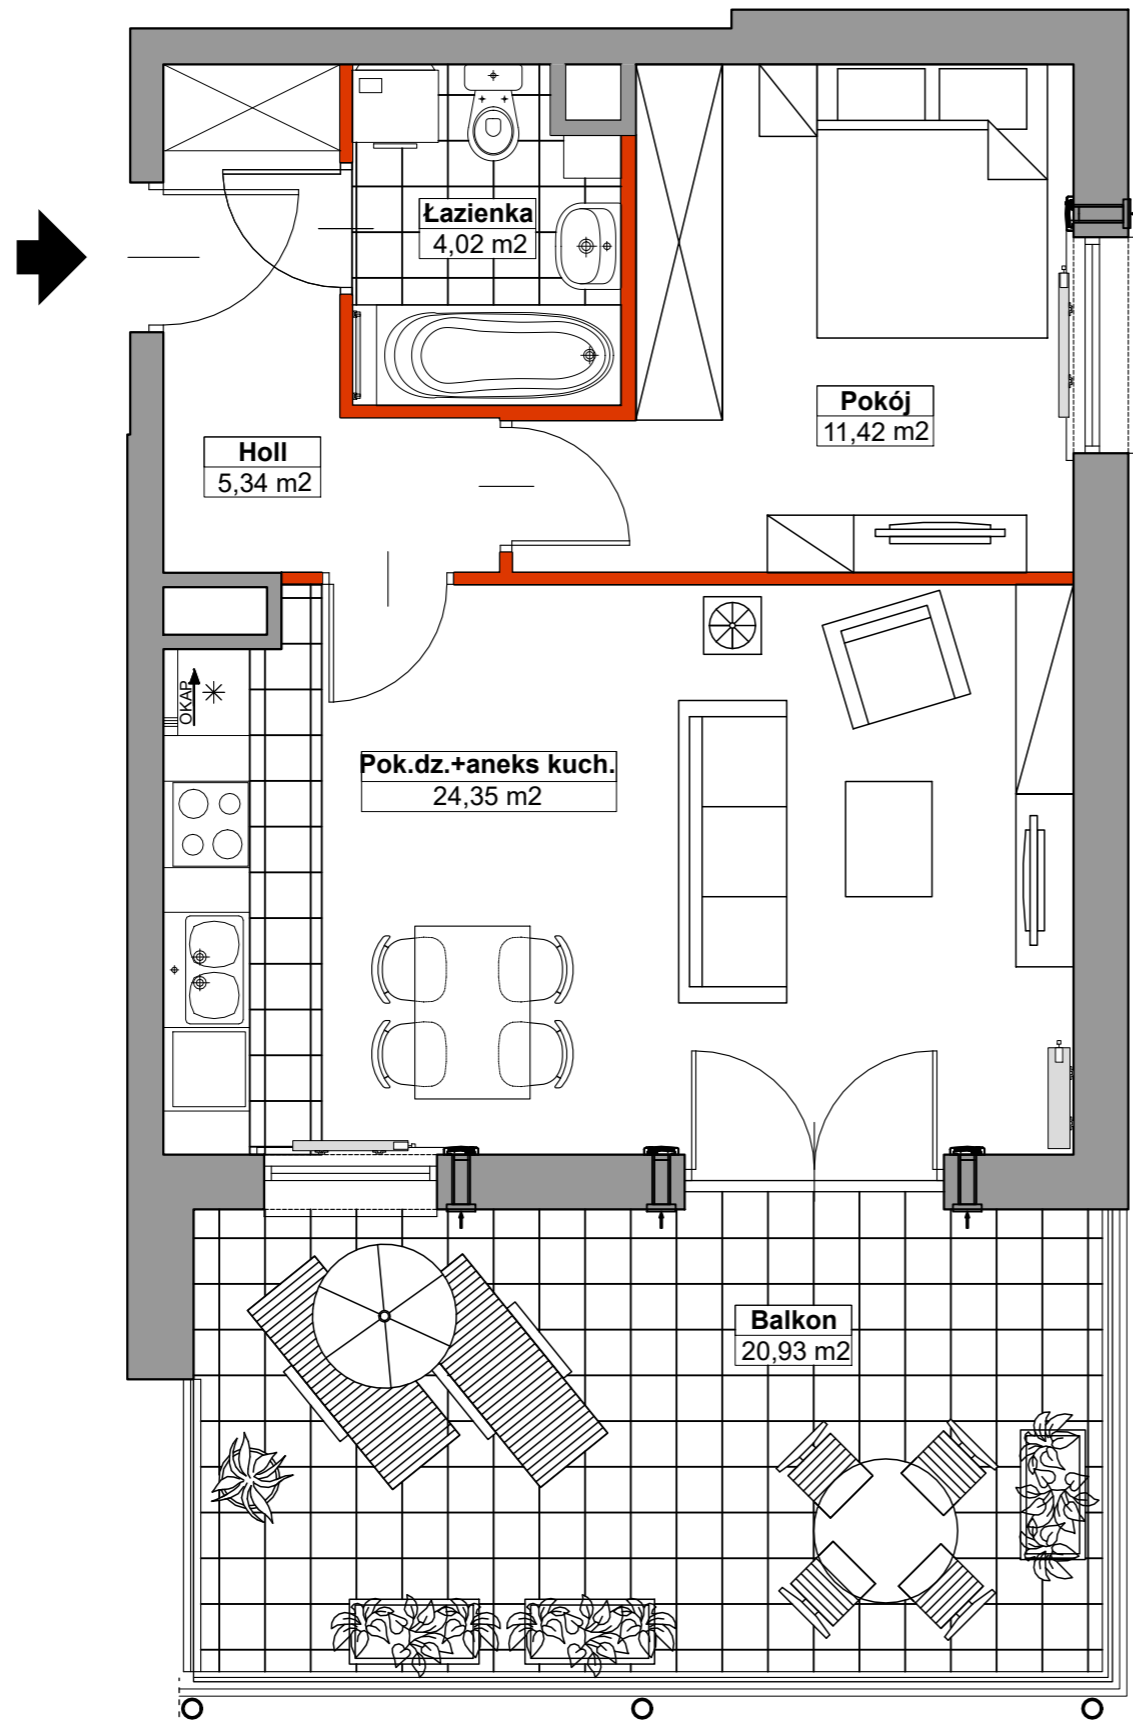 Łazienka
4,02 m2
Pokój
11,42 m2
Holl
5,34 m2
OKAP
Pok.dz.+aneks kuch.
24,35 m2
Balkon
20,93 m2